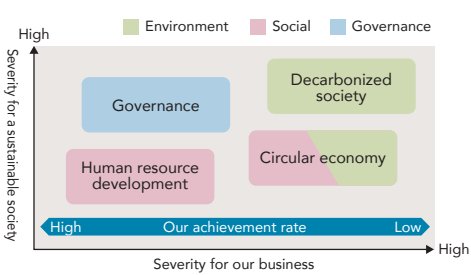 Environment
Social
Governance
High
Severity for a sustainable society
Decarbonized
society
Governance
Circular economy
Human resource
development
High
Our achievement rate
Low
High
Severity for our business